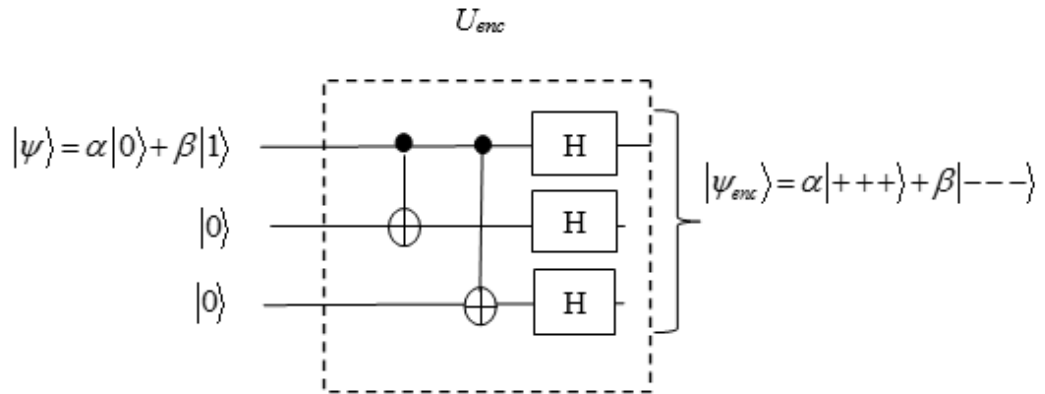 U_enc
|ψ⟩ = α|0⟩ + β|1⟩
H
|ψ_enc⟩ = α|+++⟩ + β|---⟩
|0⟩
H
|0⟩
H